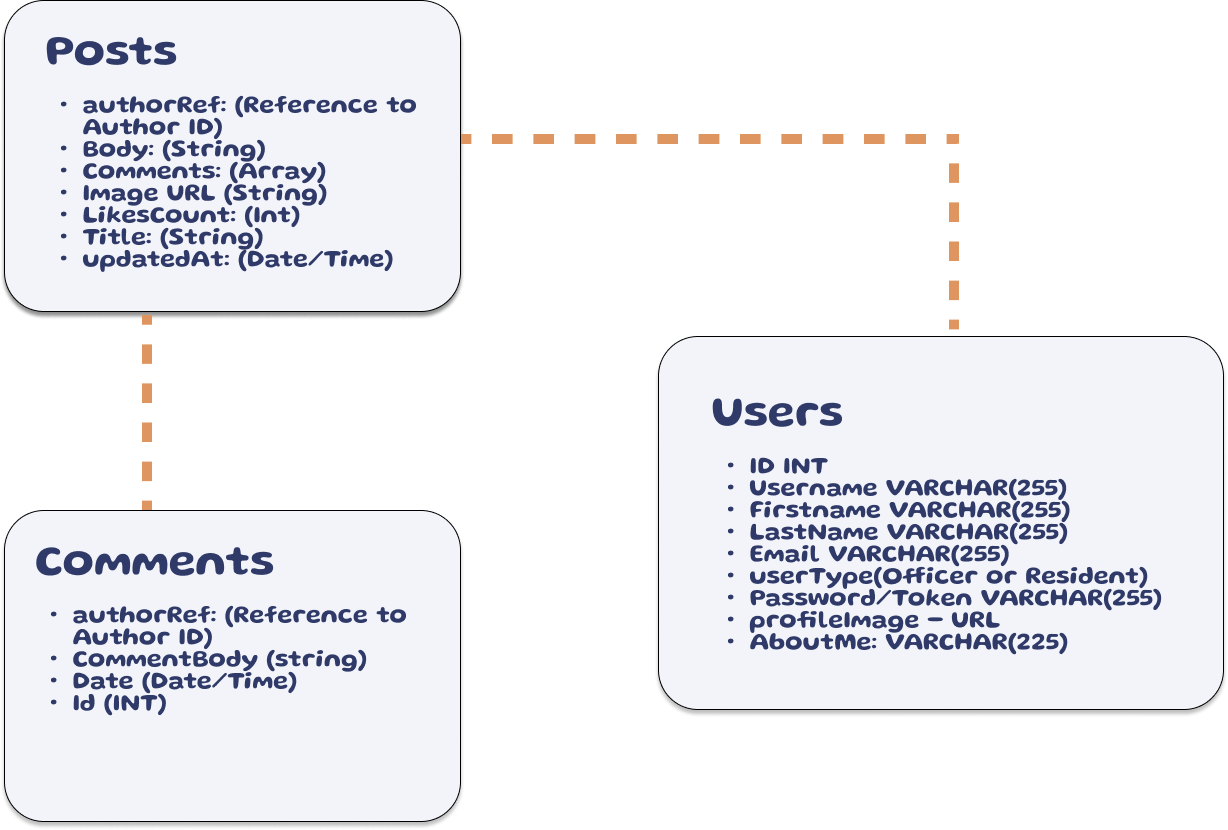 Posts
• authorRef: (Reference to
Author ID)
• Body: (String)
• Comments: (Array)
• Image URL (String)
• LikesCount: (Int)
• Title: (String)
• updatedAt: (Date/Time)
Users
• ID INT
• Username VARCHAR(255)
• Firstname VARCHAR(255)
• LastName VARCHAR(255)
• Email VARCHAR(255)
• userType(Officer or Resident)
• Password/Token VARCHAR(255)
• profileImage – URL
• AboutMe: VARCHAR(225)
Comments
• authorRef: (Reference to
Author ID)
• CommentBody (string)
• Date (Date/Time)
• Id (INT)